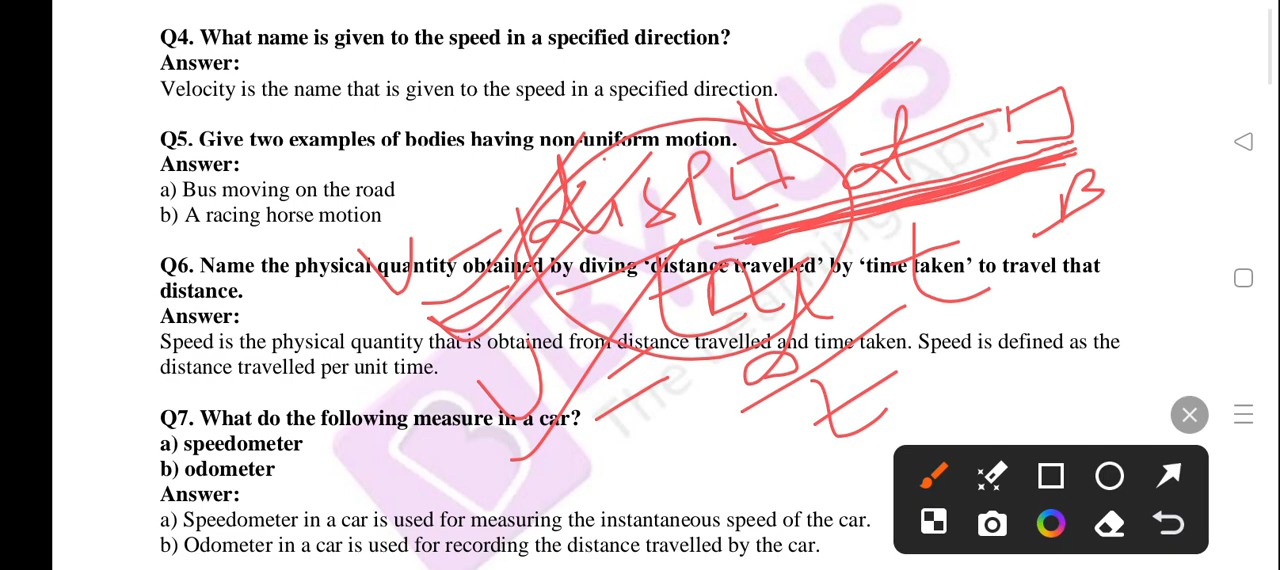 Q4. What name is given to the speed in a specified direction?
Answer:
Velocity is the name that is given to the speed in a specified direction.
Q5. Give two examples of bodies having non-uniform motion.
Answer:
a) Bus moving on the road
b) A racing horse motion
Q6. Name the physical quantity obtained by diving ‘distance travelled’ by ‘time taken’ to travel that
distance.
Answer:
Speed is the physical quantity that is obtained from distance travelled and time taken. Speed is defined as the
distance travelled per unit time.
Q7. What do the following measure in a car?
a) speedometer
b) odometer
Answer:
a) Speedometer in a car is used for measuring the instantaneous speed of the car.
b) Odometer in a car is used for recording the distance travelled by the car.
BYJU'S
The Learning App
V
d
t
B
t